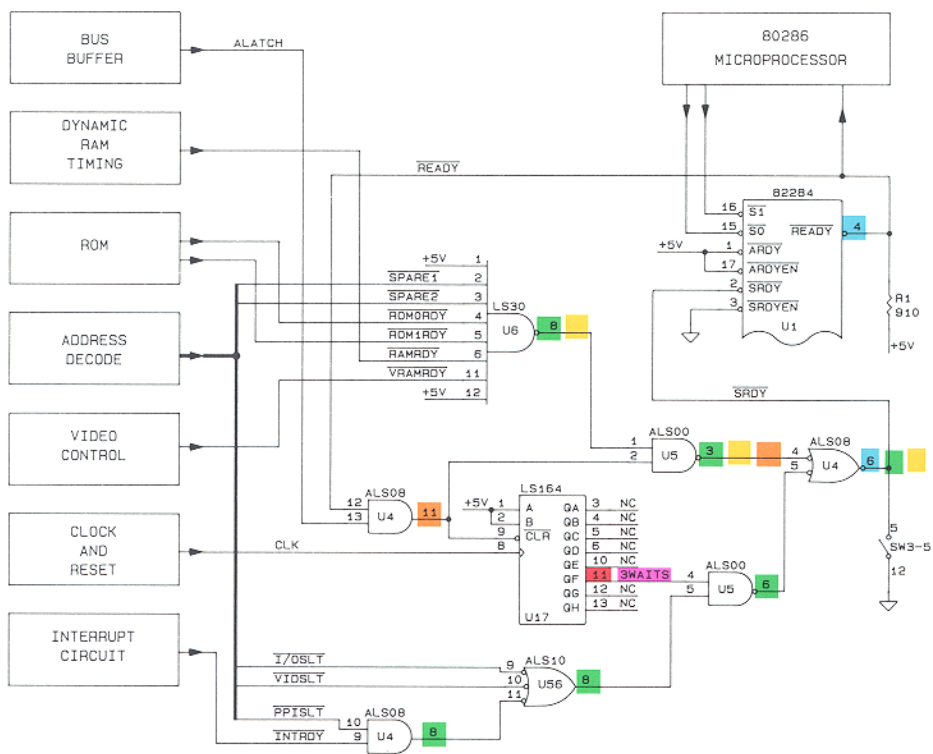 BUS
BUFFER
ALATCH
80286
MICROPROCESSOR
DYNAMIC
RAM
TIMING
READY
82284
16 S1
15 S0
READY 4
+5V 1 ARDY
17 ARDYEN
2 SRDY
3 SRDYEN
U1
R1
910
+5V
ROM
+5V 1
SPARE1 2
SPARE2 3
LS30
ROM0RDY 4
U6 8
ROM1RDY 5
RAMRDY 6
VRAMRDY 11
+5V 12
ADDRESS
DECODE
SRDY
VIDEO
CONTROL
ALS00
1
2
U5 3
ALS08
4
5
U4 6
ALS08
12
13
U4 11
LS164
+5V 1 A QA 3 NC
2 B QB 4 NC
9 CLR QC 5 NC
8 QD 6 NC
QE 10 NC
QF 11 3WAITS
QG 12 NC
QH 13 NC
U17
CLOCK
AND
RESET
CLK
ALS00
4
5
U5 6
5
SW3-5
12
INTERRUPT
CIRCUIT
I/OSLT 9
VIDSLT 10
11
ALS10
U56 8
PPISLT 10
INTRDY 9
ALS08
U4 8